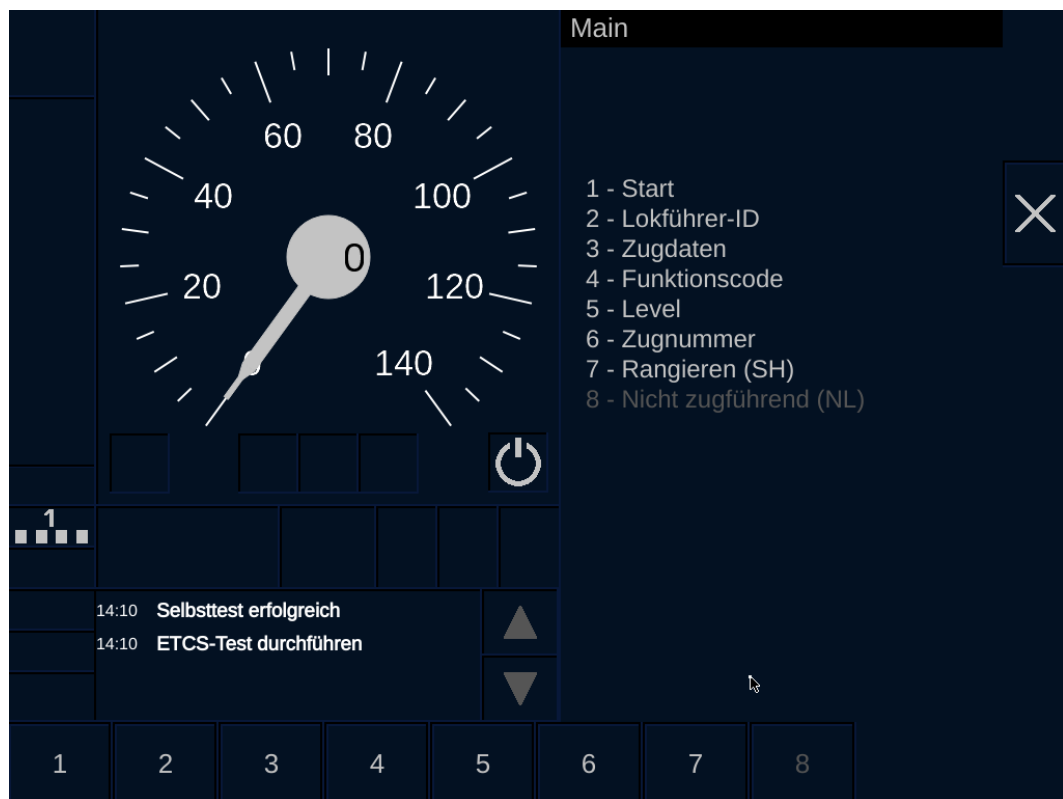 Main
60 80
40 100
0
20 120
0 140
1 - Start
2 - Lokführer-ID
3 - Zugdaten
4 - Funktionscode
5 - Level
6 - Zugnummer
7 - Rangieren (SH)
8 - Nicht zugführend (NL)
1
14:10 Selbsttest erfolgreich
14:10 ETCS-Test durchführen
1 2 3 4 5 6 7 8